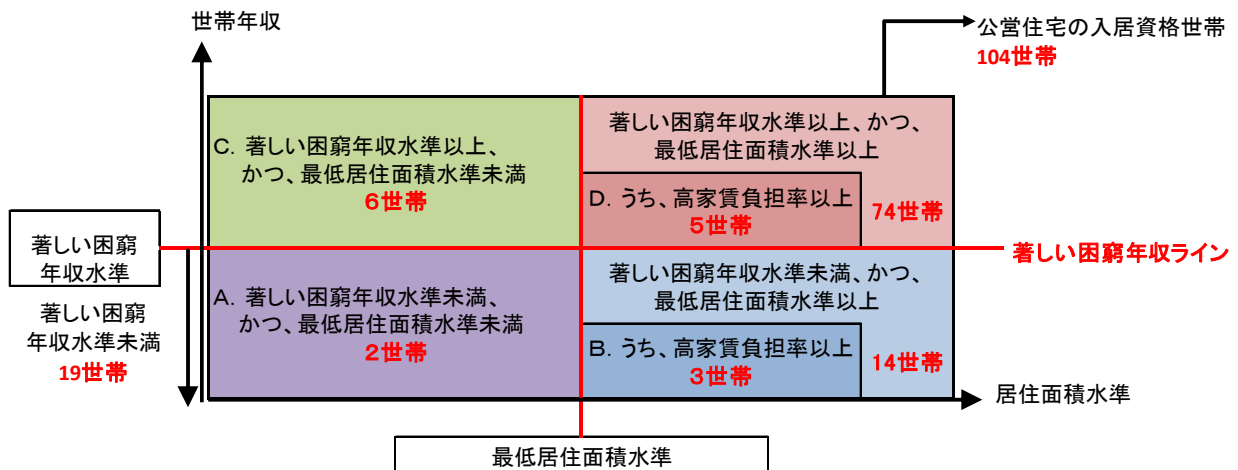 世帯年収
公営住宅の入居資格世帯
104世帯
C. 著しい困窮年収水準以上、
かつ、最低居住面積水準未満
6世帯
著しい困窮年収水準以上、かつ、
最低居住面積水準以上
D. うち、高家賃負担率以上
5世帯
74世帯
著しい困窮
年収水準
著しい困窮年収ライン
著しい困窮
年収水準未満
19世帯
A. 著しい困窮年収水準未満、
かつ、最低居住面積水準未満
2世帯
著しい困窮年収水準未満、かつ、
最低居住面積水準以上
B. うち、高家賃負担率以上
3世帯
14世帯
居住面積水準
最低居住面積水準